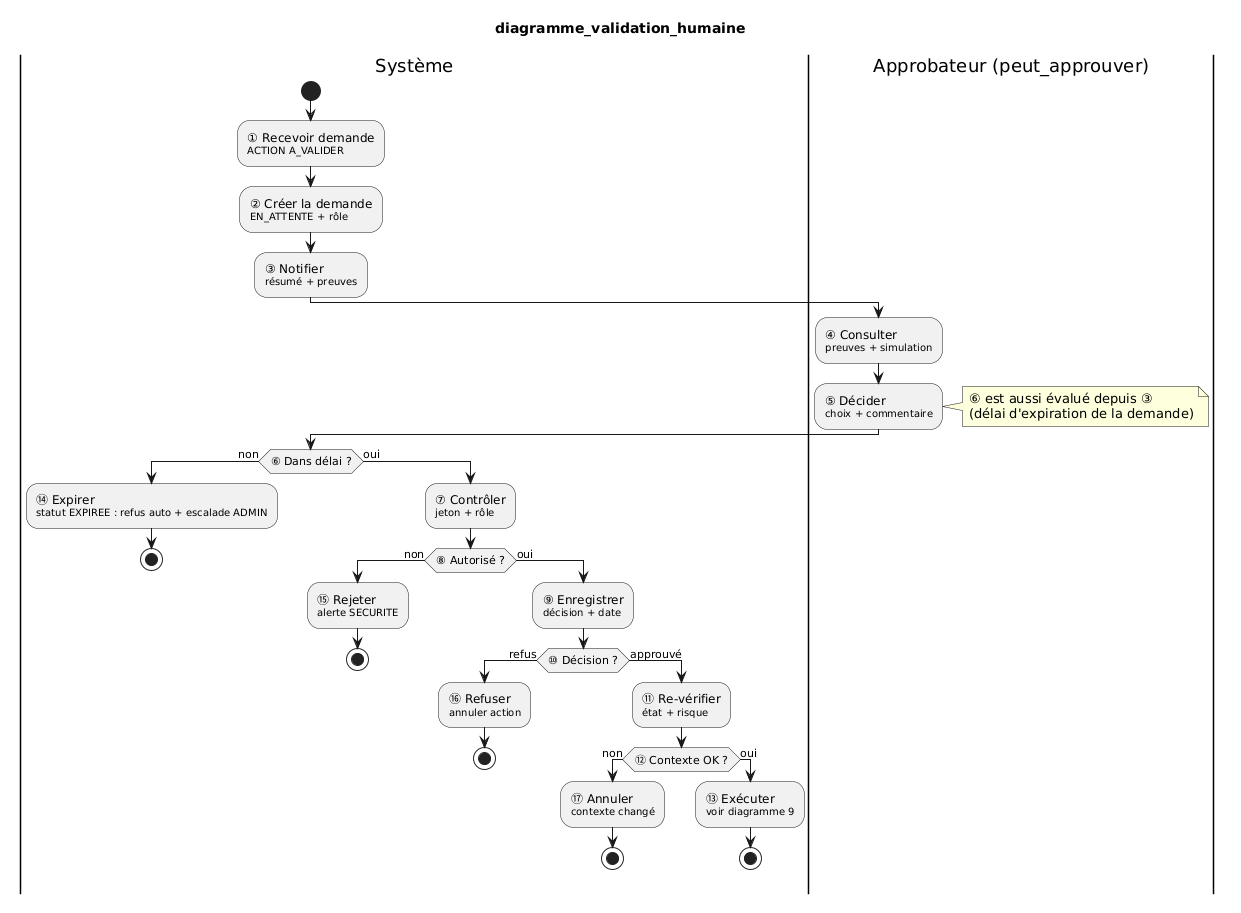 diagramme_validation_humaine
Système
Approbateur (peut_approuver)
① Recevoir demande
ACTION A_VALIDER
② Créer la demande
EN_ATTENTE + rôle
③ Notifier
résumé + preuves
④ Consulter
preuves + simulation
⑤ Décider
choix + commentaire
⑥ est aussi évalué depuis ③
(délai d'expiration de la demande)
non
⑥ Dans délai ?
oui
⑭ Expirer
statut EXPIREE : refus auto + escalade ADMIN
⑦ Contrôler
jeton + rôle
non
⑧ Autorisé ?
oui
⑮ Rejeter
alerte SECURITE
⑨ Enregistrer
décision + date
refus
⑩ Décision ?
approuvé
⑯ Refuser
annuler action
⑪ Re-vérifier
état + risque
non
⑫ Contexte OK ?
oui
⑰ Annuler
contexte changé
⑬ Exécuter
voir diagramme 9